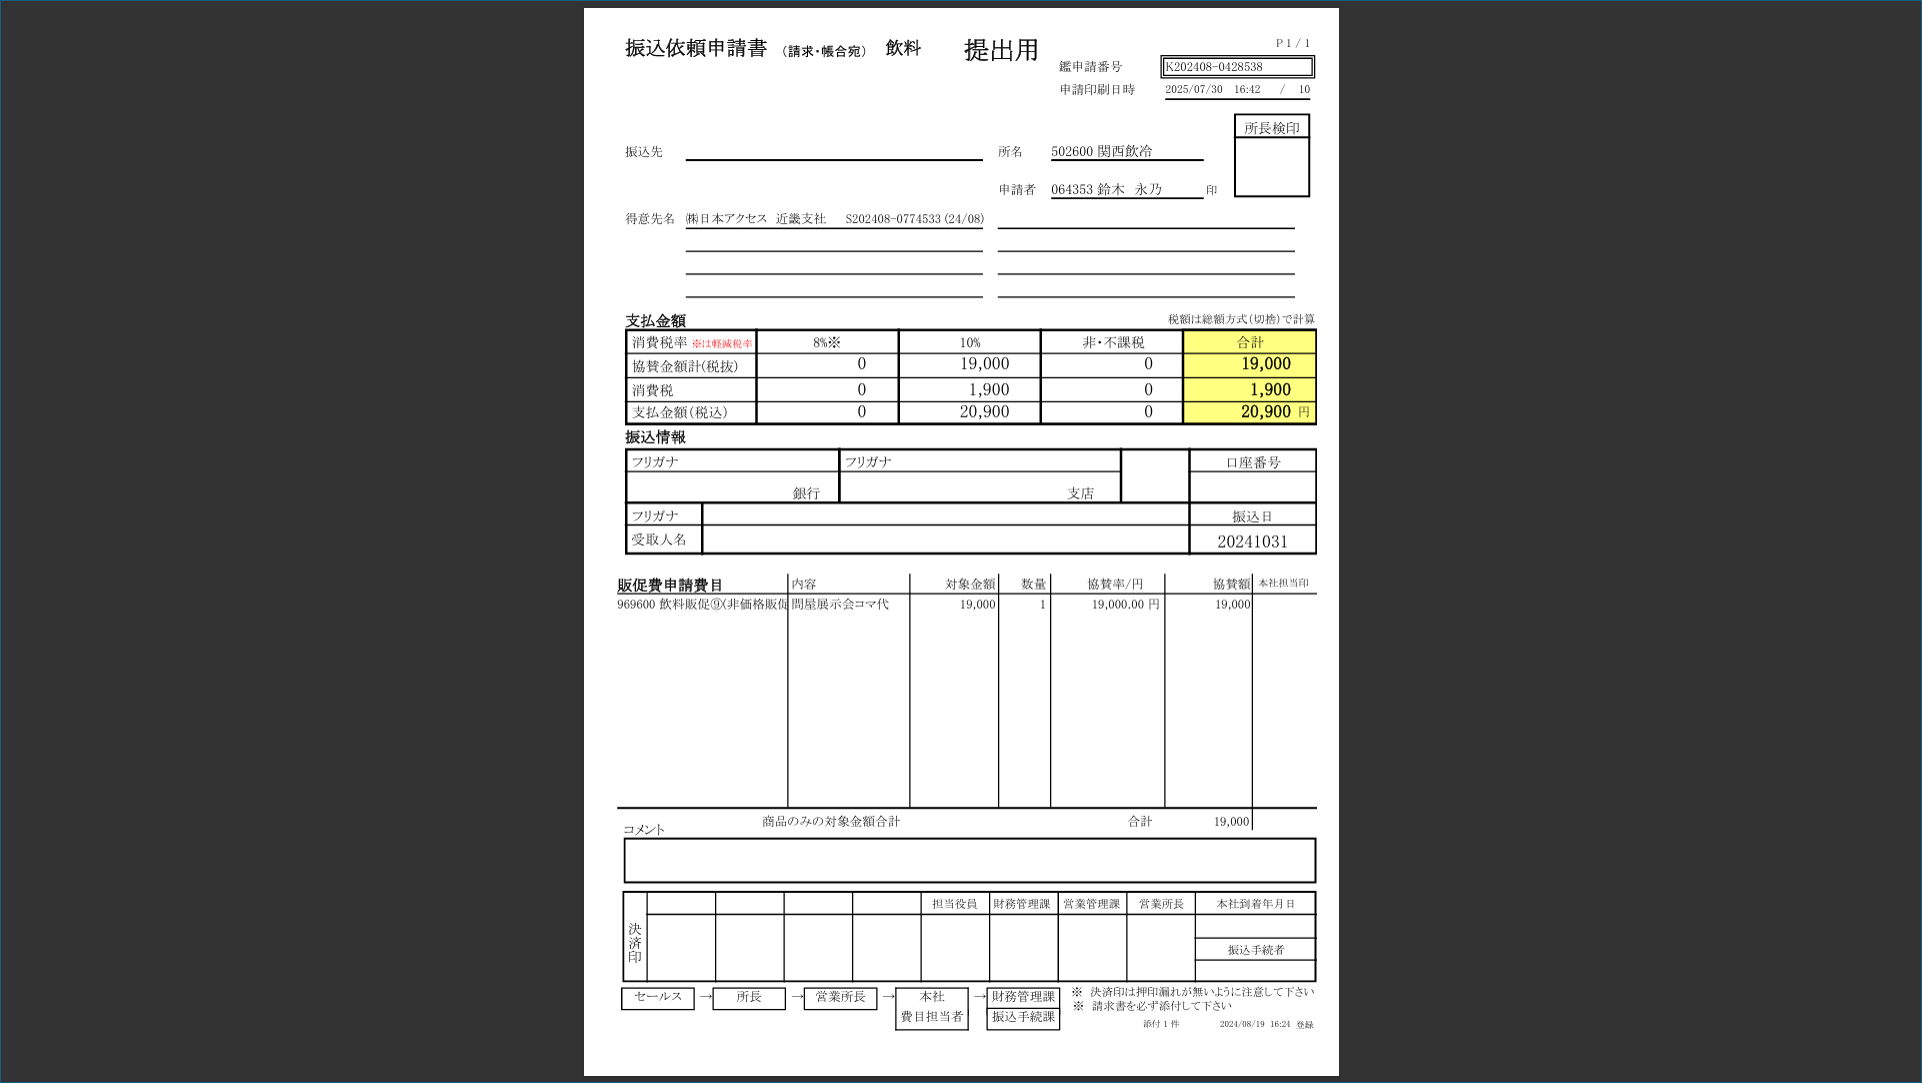 振込依頼申請書 (請求・帳合宛) 飲料 提出用
P 1 / 1
鑑申請番号 K202408-0428538
申請印刷日時 2025/07/30 16:42 / 10
所長検印
振込先 所名 502600 関西飲冷
申請者 064353 鈴木 永乃 印
得意先名 ㈱日本アクセス 近畿支社 S202408-0774533 (24/08)
支払金額 税額は総額方式(切捨)で計算
消費税率 ※は軽減税率 8%※ 10% 非・不課税 合計
協賛金額計(税抜) 0 19,000 0 19,000
消費税 0 1,900 0 1,900
支払金額(税込) 0 20,900 0 20,900 円
振込情報
フリガナ フリガナ 口座番号
銀行 支店
フリガナ 振込日
受取人名 20241031
販促費申請費目 内容 対象金額 数量 協賛率/円 協賛額 本社担当印
969600 飲料販促⑨(非価格販促 問屋展示会コマ代 19,000 1 19,000.00 円 19,000
商品のみの対象金額合計 合計 19,000
コメント
決済印 担当役員 財務管理課 営業管理課 営業所長 本社到着年月日
振込手続者
セールス → 所長 → 営業所長 → 本社 → 財務管理課 ※ 決済印は押印漏れが無いように注意して下さい
費目担当者 振込手続課 ※ 請求書を必ず添付して下さい
添付 1 件 2024/08/19 16:24 登録